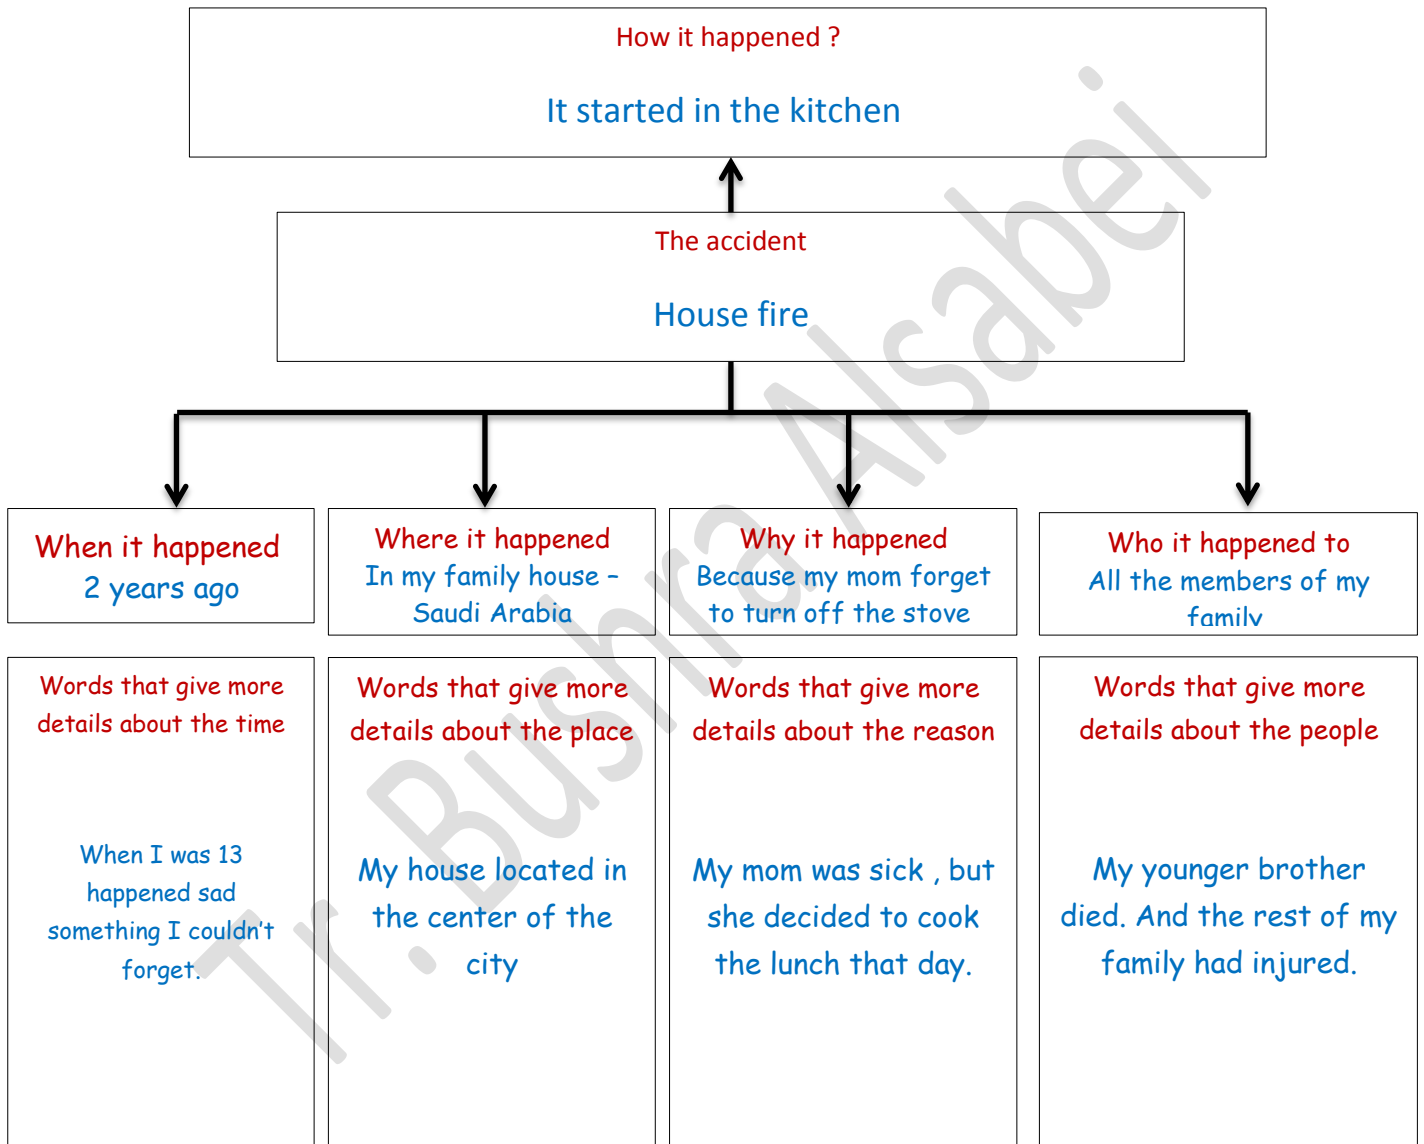 How it happened ?
It started in the kitchen
The accident
House fire
When it happened
2 years ago
Where it happened
In my family house –
Saudi Arabia
Why it happened
Because my mom forget
to turn off the stove
Who it happened to
All the members of my
family
Words that give more
details about the time
When I was 13
happened sad
something I couldn't
forget.
Words that give more
details about the place
My house located in
the center of the
city
Words that give more
details about the reason
My mom was sick , but
she decided to cook
the lunch that day.
Words that give more
details about the people
My younger brother
died. And the rest of my
family had injured.
Tr. Bushra Alsabei